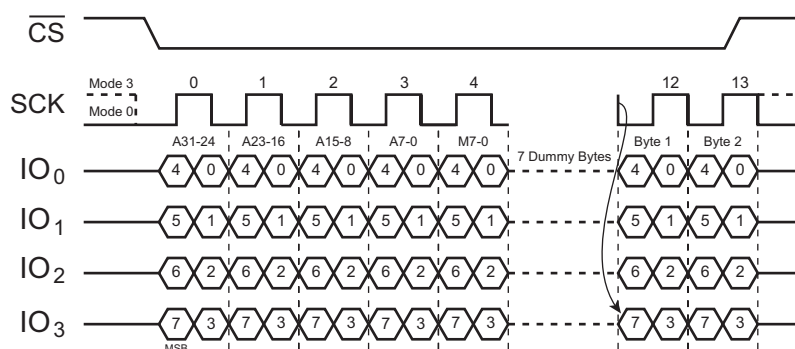 CS
Mode 3 0 1 2 3 4 12 13
SCK
Mode 0
A31-24 A23-16 A15-8 A7-0 M7-0 7 Dummy Bytes Byte 1 Byte 2
IO0 4 0 4 0 4 0 4 0 4 0 4 0 4 0
IO1 5 1 5 1 5 1 5 1 5 1 5 1 5 1
IO2 6 2 6 2 6 2 6 2 6 2 6 2 6 2
IO3 7 3 7 3 7 3 7 3 7 3 7 3 7 3
MSB